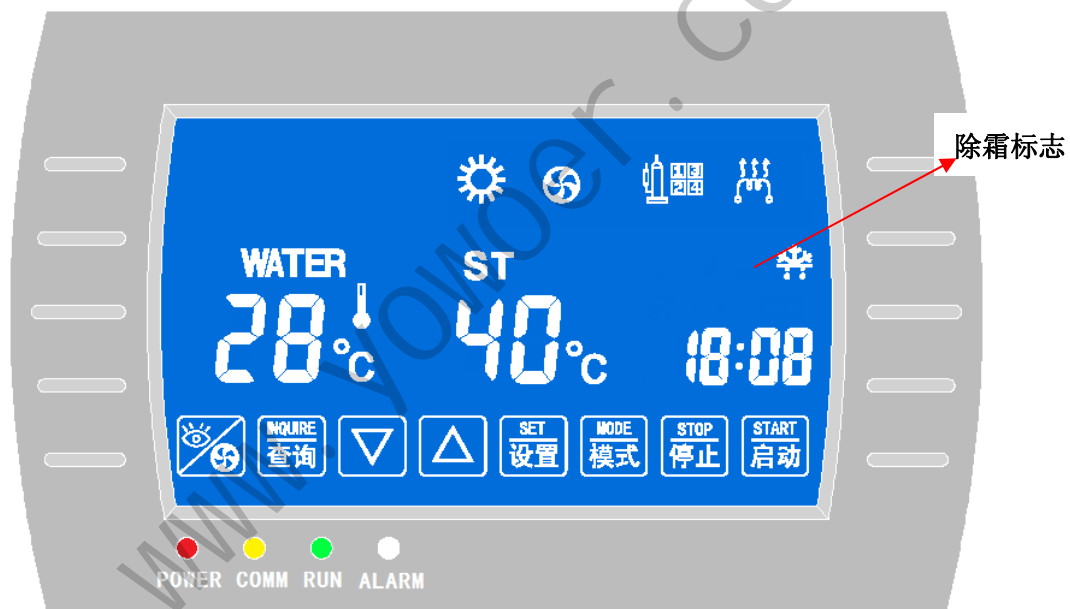 除霜标志
1 3
2 4
WATER
ST
28℃
40℃
18:08
INQUIRE
查询
SET
设置
MODE
模式
STOP
停止
START
启动
POWER COMM RUN ALARM
www.yowoer.co